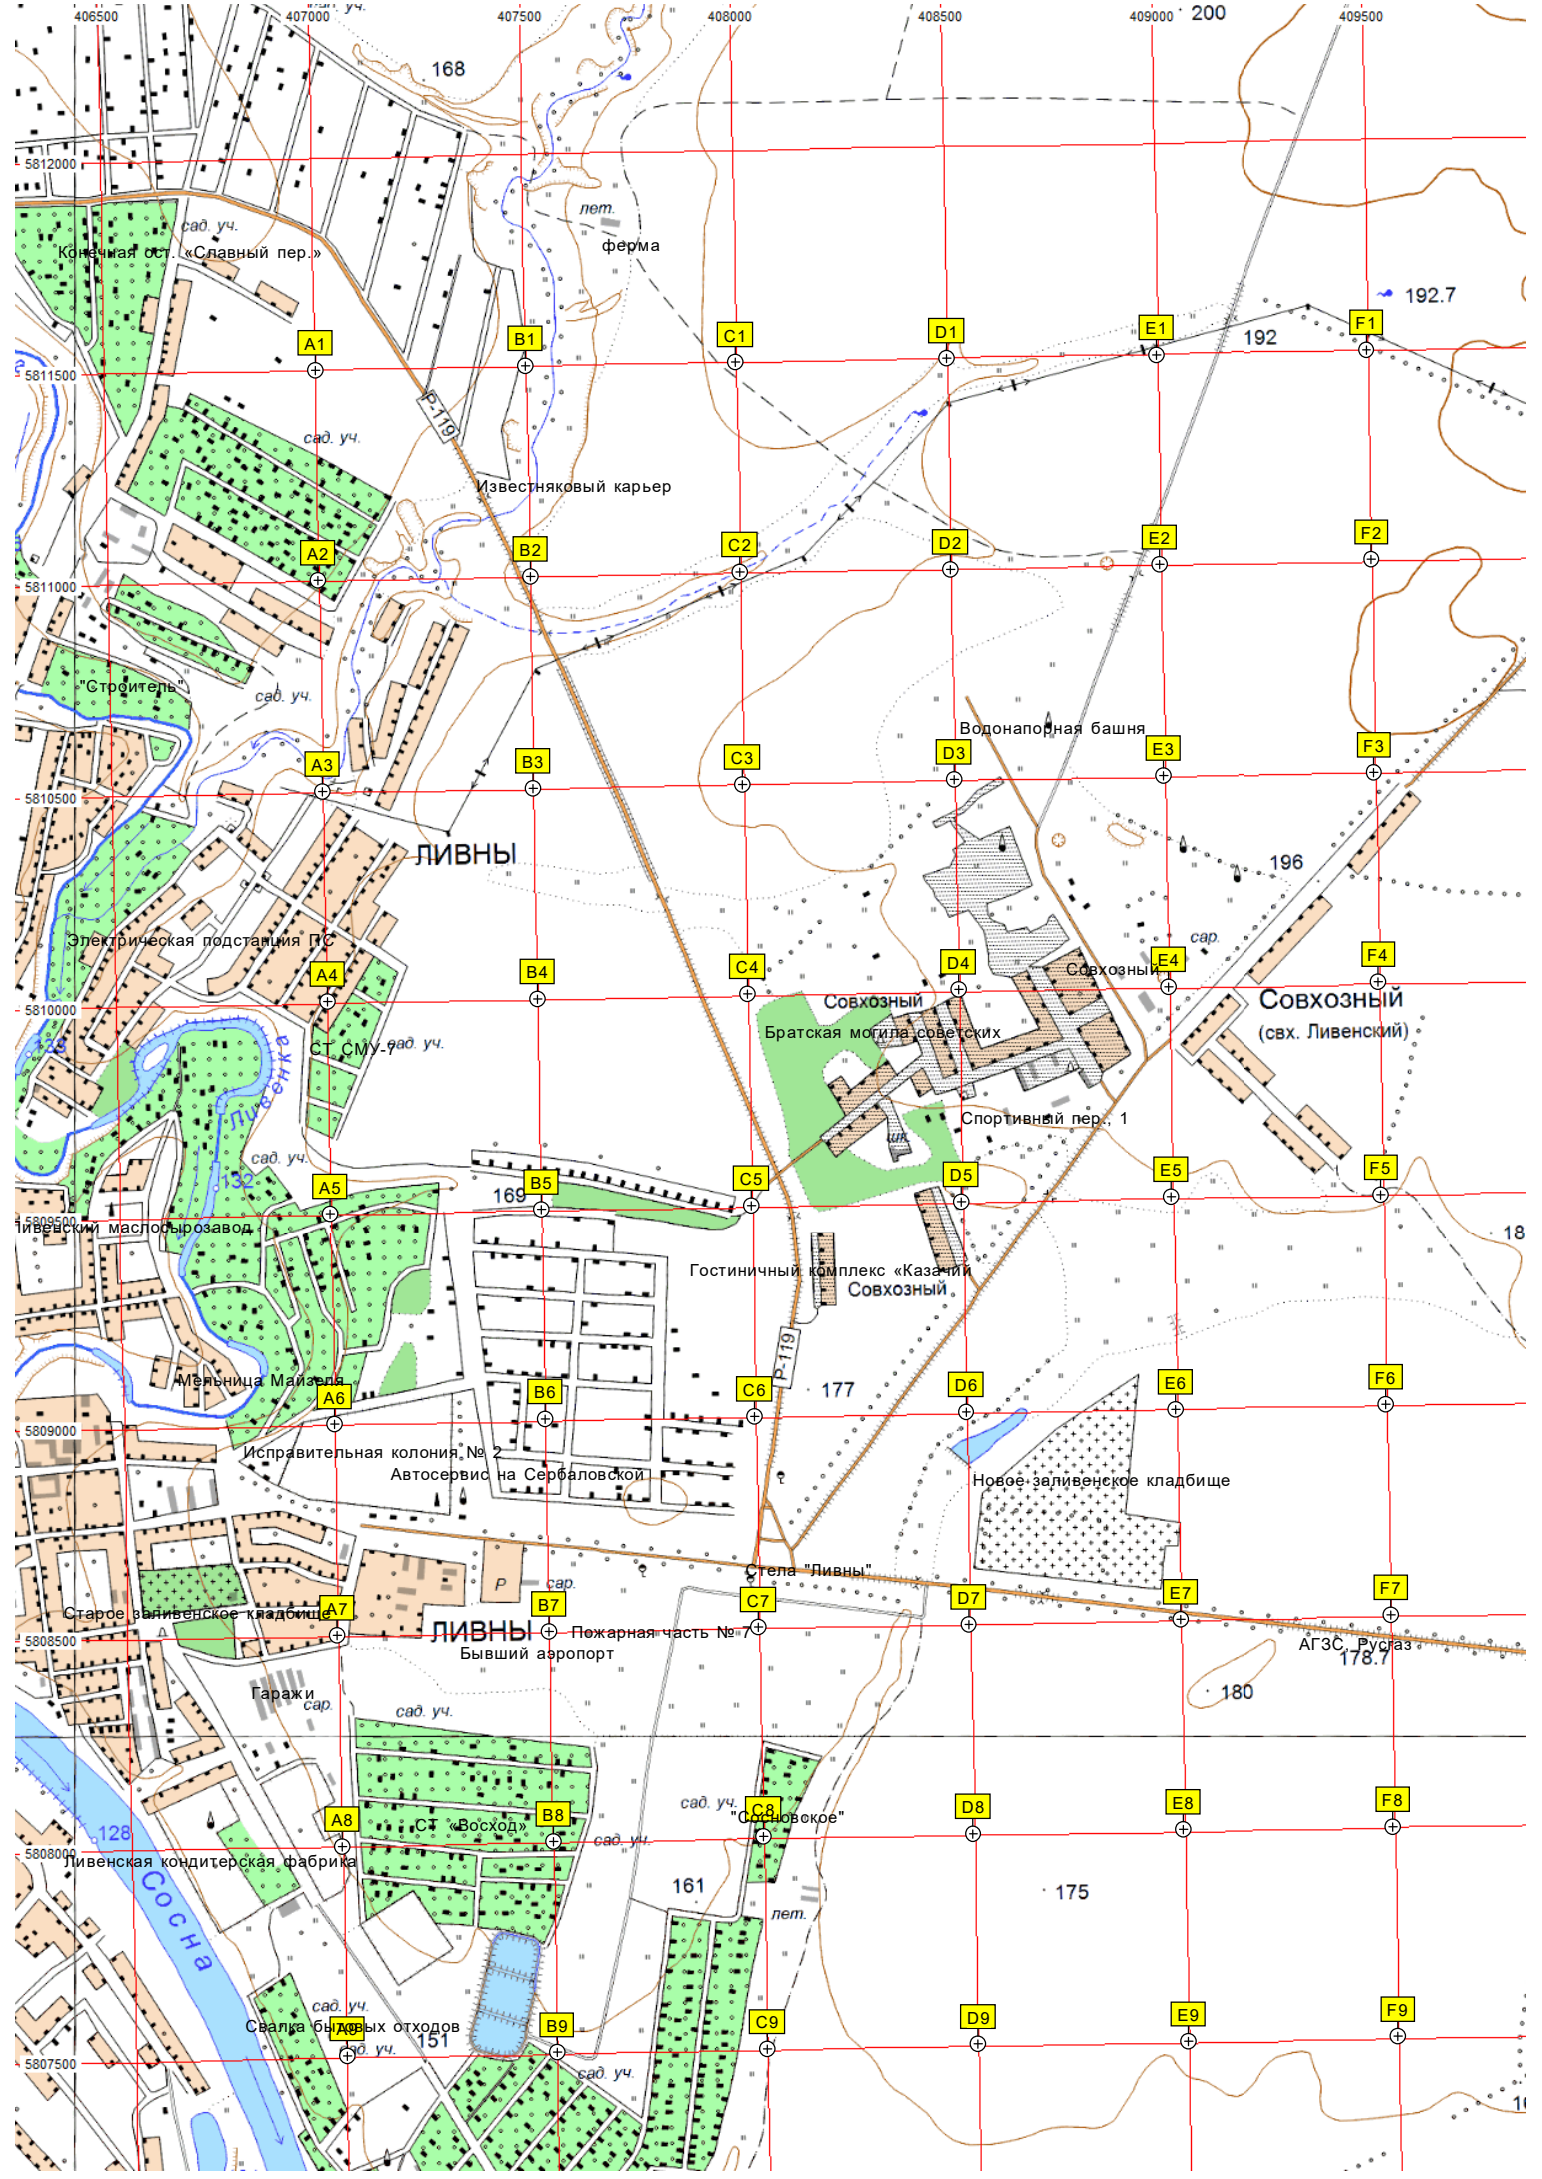 406500 407000 407500 408000 408500 409000 409500
сад. уч.
200
168
5812000
лет.
сад. уч.
ферма
Конечная ост. «Славный пер.»
192.7
A1 B1 C1 D1 E1 F1
192
5811500
Р-119
сад. уч.
Известняковый карьер
A2 B2 C2 D2 E2 F2
5811000
"Строитель"
сад. уч.
Водонапорная башня
A3 B3 C3 D3 E3 F3
5810500
ЛИВНЫ
196
Электрическая подстанция ПС
сар.
A4 B4 C4 D4 E4 F4
Совхозный
Совхозный
Совхозный
(свх. Ливенский)
5810000
Братская могила советских
СТ СМУ-7
сад. уч.
133
Ливенка
Спортивный пер., 1
шк.
сад. уч.
132
A5 B5 C5 D5 E5 F5
169
5809500
Ливенский маслосырозавод
18
Гостиничный комплекс «Казачий
Совхозный
Р-119
Мельница Майзеля
177
A6 B6 C6 D6 E6 F6
5809000
Исправительная колония № 2
Автосервис на Сербаловской
Новое заливенское кладбище
Стела "Ливны"
Р
сар.
Старое заливенское кладбище
A7 B7 C7 D7 E7 F7
ЛИВНЫ
Пожарная часть № 7
5808500
АГЗС, Русгаз
178.7
Бывший аэропорт
Гаражи
сар.
180
сад. уч.
сад. уч.
"Сосновское"
A8 B8 C8 D8 E8 F8
СТ «Восход»
128
сад. уч.
5808000
Ливенская кондитерская фабрика
161
175
лет.
Сосна
сад. уч.
Свалка бытовых отходов
A9 B9 C9 D9 E9 F9
151
сад. уч.
5807500
сад. уч.